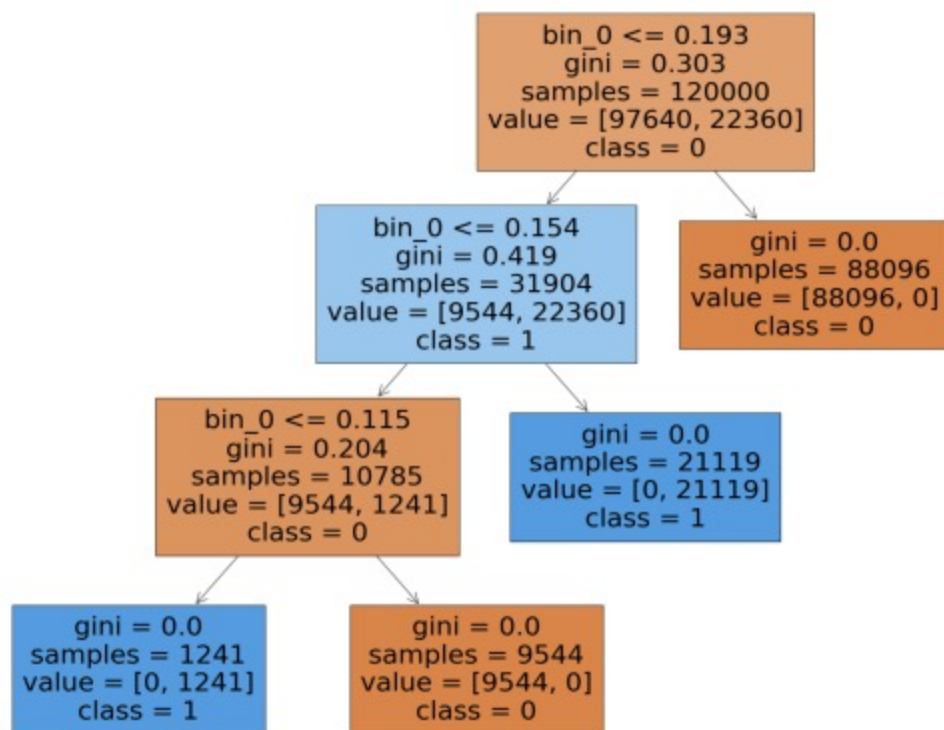 bin_0 <= 0.193
gini = 0.303
samples = 120000
value = [97640, 22360]
class = 0
bin_0 <= 0.154
gini = 0.419
samples = 31904
value = [9544, 22360]
class = 1
gini = 0.0
samples = 88096
value = [88096, 0]
class = 0
bin_0 <= 0.115
gini = 0.204
samples = 10785
value = [9544, 1241]
class = 0
gini = 0.0
samples = 21119
value = [0, 21119]
class = 1
gini = 0.0
samples = 1241
value = [0, 1241]
class = 1
gini = 0.0
samples = 9544
value = [9544, 0]
class = 0